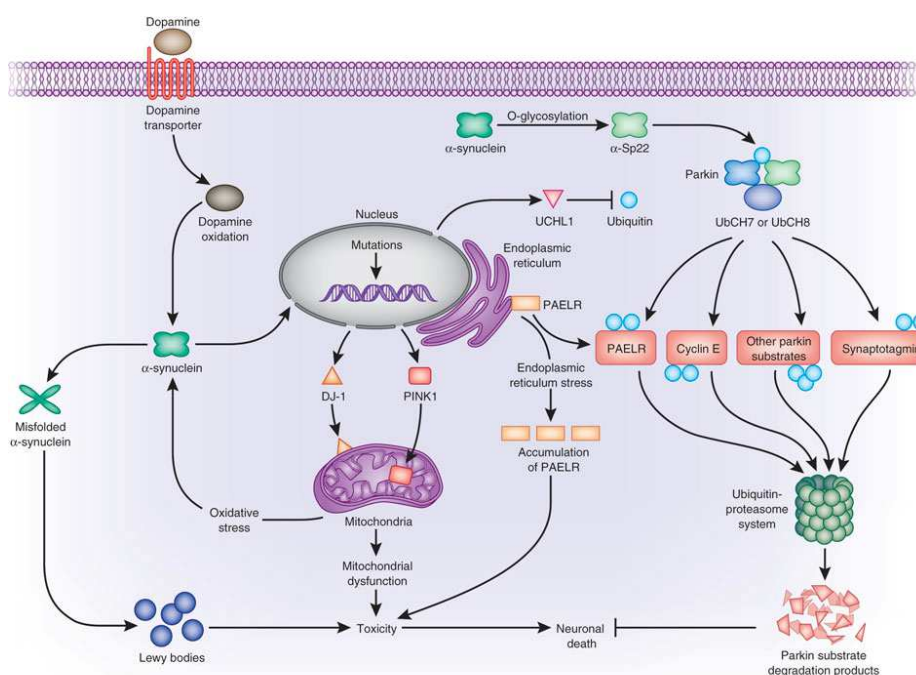 Dopamine
Dopamine
transporter
O-glycosylation
α-synuclein
α-Sp22
Parkin
Dopamine
oxidation
Nucleus
UCHL1
Ubiquitin
UbCH7 or UbCH8
Mutations
Endoplasmic
reticulum
PAELR
PAELR
Cyclin E
Other parkin
substrates
Synaptotagmin
α-synuclein
Endoplasmic
reticulum stress
DJ-1
PINK1
Misfolded
α-synuclein
Accumulation
of PAELR
Ubiquitin-
proteasome
system
Oxidative
stress
Mitochondria
Mitochondrial
dysfunction
Lewy bodies
Toxicity
Neuronal
death
Parkin substrate
degradation products